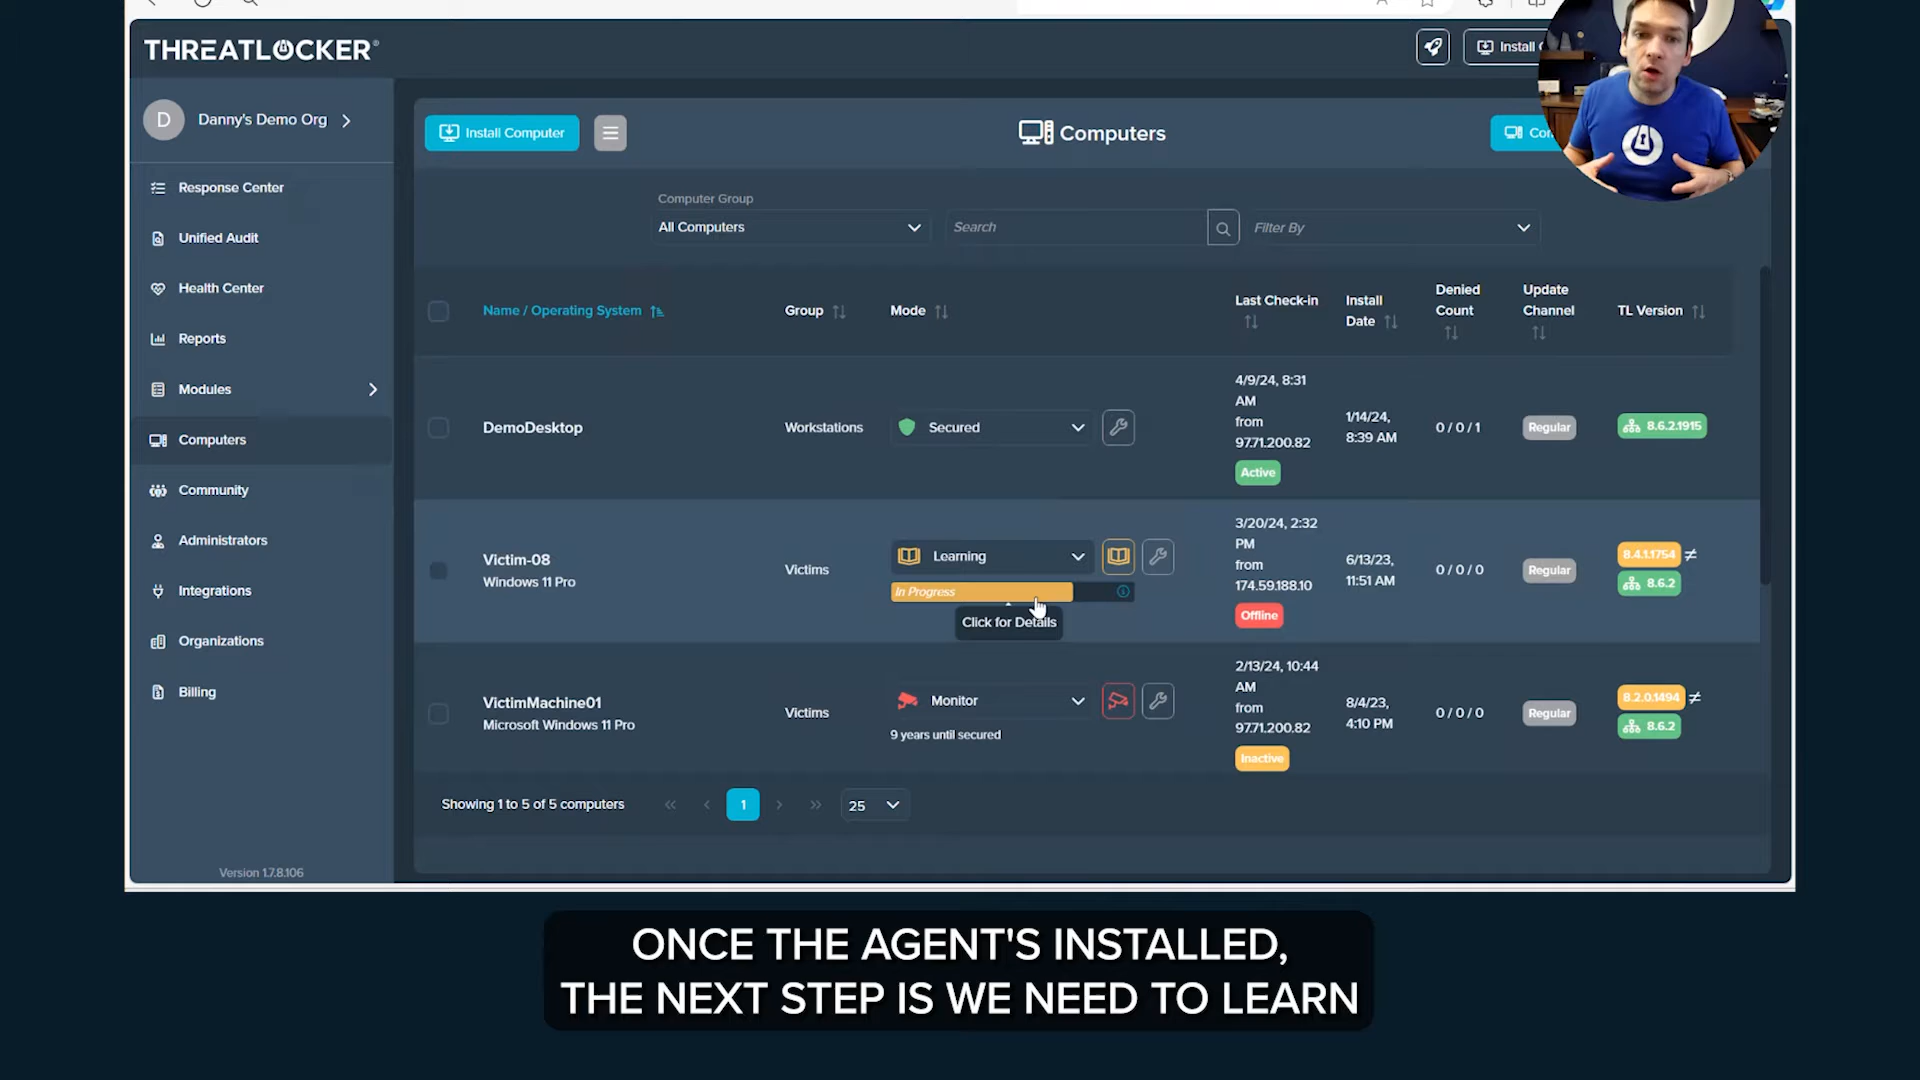 THREATLOCKER®
Install
D
Danny's Demo Org
Response Center
Unified Audit
Health Center
Reports
Modules
Computers
Community
Administrators
Integrations
Organizations
Billing
Version 1.7.8.106
Install Computer
Computers
Computer Group
All Computers
Search
Filter By
Name / Operating System
Group
Mode
Last Check-in
Install Date
Denied Count
Update Channel
TL Version
DemoDesktop
Workstations
Secured
4/9/24, 8:31
AM
from
97.71.200.82
Active
1/14/24,
8:39 AM
0 / 0 / 1
Regular
8.6.2.1915
Victim-08
Windows 11 Pro
Victims
Learning
In Progress
Click for Details
3/20/24, 2:32
PM
from
174.59.188.10
Offline
6/13/23,
11:51 AM
0 / 0 / 0
Regular
8.4.1.1754 ≠
8.6.2
VictimMachine01
Microsoft Windows 11 Pro
Victims
Monitor
9 years until secured
2/13/24, 10:44
AM
from
97.71.200.82
Inactive
8/4/23,
4:10 PM
0 / 0 / 0
Regular
8.2.0.1494 ≠
8.6.2
Showing 1 to 5 of 5 computers
« ‹ 1 › »
25
ONCE THE AGENT'S INSTALLED,
THE NEXT STEP IS WE NEED TO LEARN